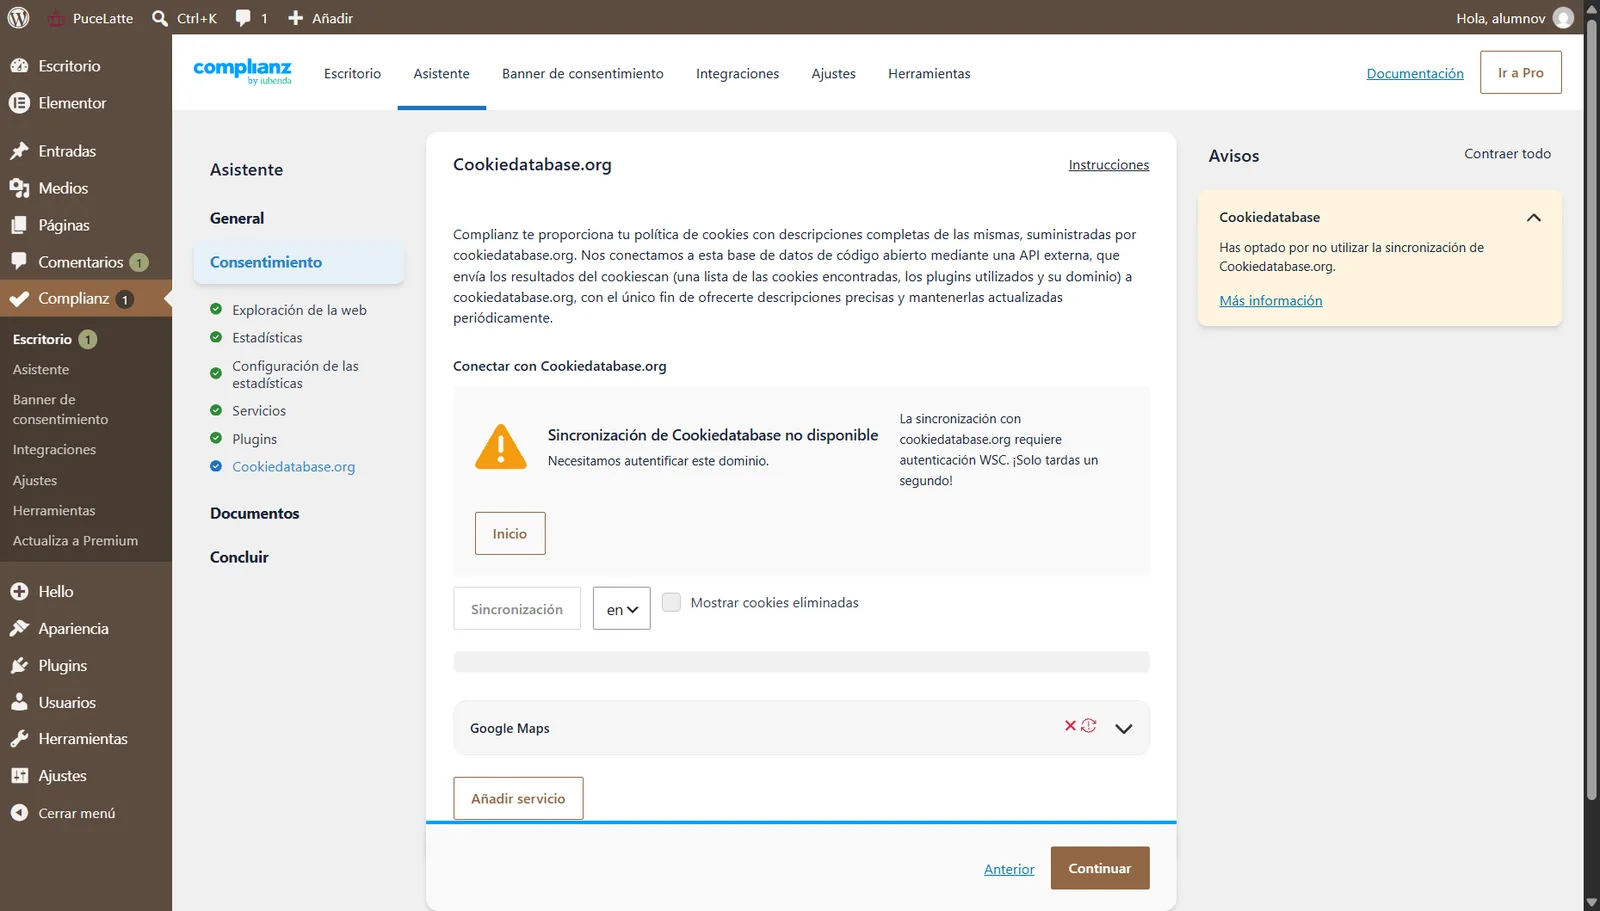 PuceLatte
Ctrl+K
1
Añadir
Hola, alumnov
Escritorio
Elementor
Entradas
Medios
Páginas
Comentarios 1
Complianz 1
Escritorio 1
Asistente
Banner de
consentimiento
Integraciones
Ajustes
Herramientas
Actualiza a Premium
Hello
Apariencia
Plugins
Usuarios
Herramientas
Ajustes
Cerrar menú
complianz
by iubenda
Escritorio
Asistente
Banner de consentimiento
Integraciones
Ajustes
Herramientas
Documentación
Ir a Pro
Asistente
General
Consentimiento
Exploración de la web
Estadísticas
Configuración de las
estadísticas
Servicios
Plugins
Cookiedatabase.org
Documentos
Concluir
Cookiedatabase.org
Instrucciones
Complianz te proporciona tu política de cookies con descripciones completas de las mismas, suministradas por
cookiedatabase.org. Nos conectamos a esta base de datos de código abierto mediante una API externa, que
envía los resultados del cookiescan (una lista de las cookies encontradas, los plugins utilizados y su dominio) a
cookiedatabase.org, con el único fin de ofrecerte descripciones precisas y mantenerlas actualizadas
periódicamente.
Conectar con Cookiedatabase.org
Sincronización de Cookiedatabase no disponible
Necesitamos autentificar este dominio.
La sincronización con
cookiedatabase.org requiere
autenticación WSC. ¡Solo tardas un
segundo!
Inicio
Sincronización
en
Mostrar cookies eliminadas
Google Maps
Añadir servicio
Anterior
Continuar
Avisos
Contraer todo
Cookiedatabase
Has optado por no utilizar la sincronización de
Cookiedatabase.org.
Más información